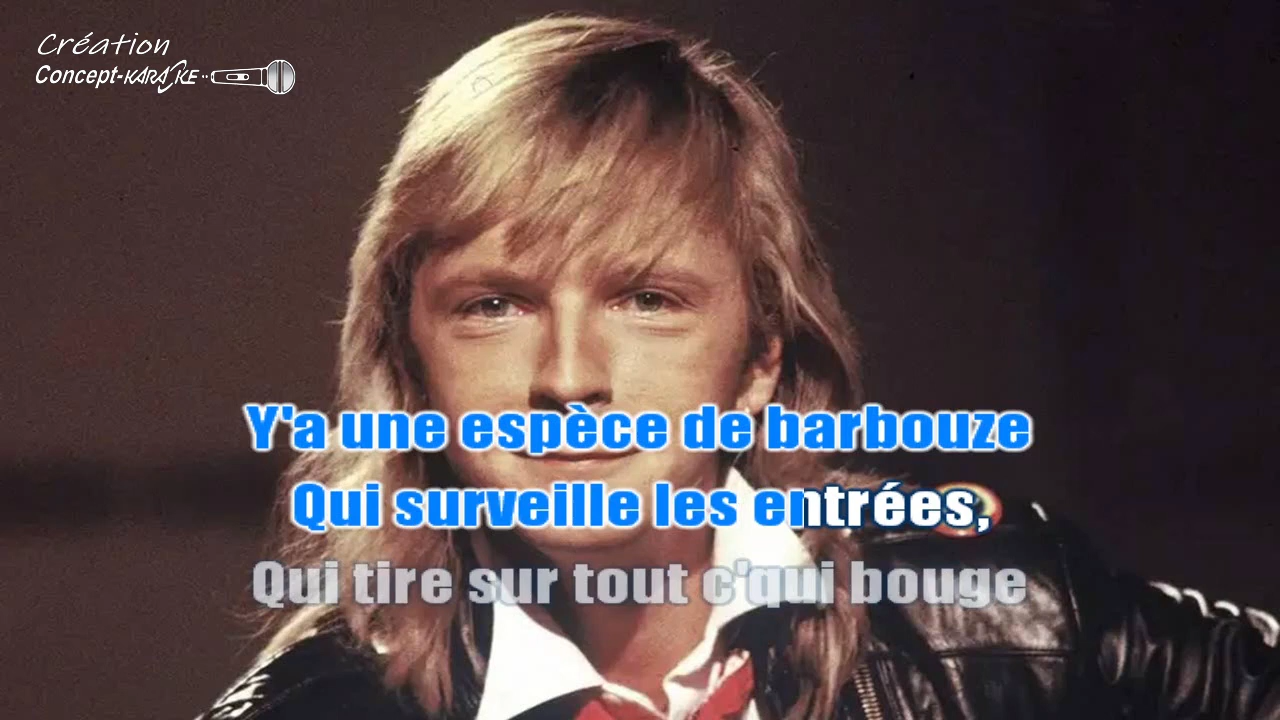 Création
Concept-KARAOKE
Y'a une espèce de barbouze
Qui surveille les entrées,
Qui tire sur tout c'qui bouge